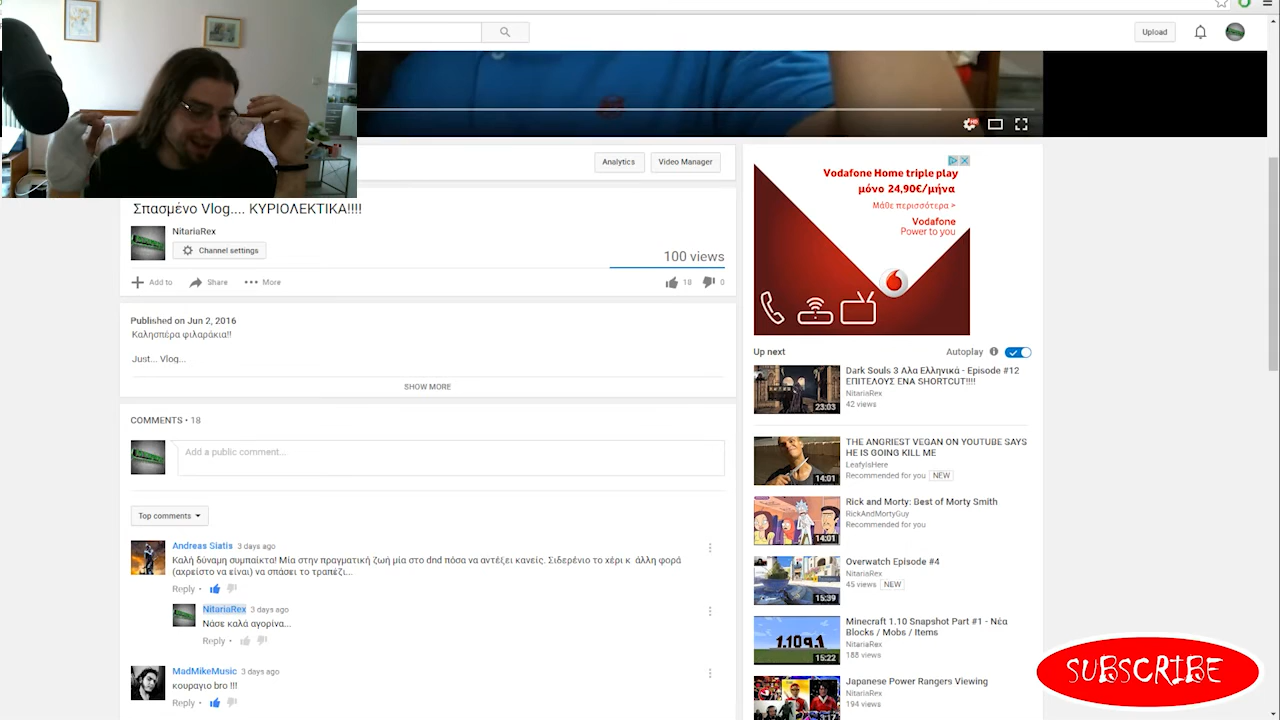 Upload
Analytics
Video Manager
Σπασμένο Vlog.... ΚΥΡΙΟΛΕΚΤΙΚΑ!!!!
NitariaRex
Channel settings
100 views
Add to
Share
More
18
0
Published on Jun 2, 2016
Καλησπέρα φιλαράκια!!
Just... Vlog...
SHOW MORE
COMMENTS • 18
Add a public comment...
Top comments
Andreas Siatis 3 days ago
Καλή δύναμη συμπαίκτα! Μία στην πραγματική ζωή μία στο dnd πόσα να αντέξει κανείς. Σιδερένιο το χέρι κ άλλη φορά
(αχρείστο να είναι) να σπάσει το τραπέζι...
Reply •
NitariaRex 3 days ago
Νάσε καλά αγορίνα...
Reply •
MadMikeMusic 3 days ago
κουραγιο bro !!!
Reply •
Vodafone Home triple play
μόνο 24,90€/μήνα
Μάθε περισσότερα >
Vodafone
Power to you
Up next
Autoplay
Dark Souls 3 Αλα Ελληνικά - Episode #12
ΕΠΙΤΕΛΟΥΣ ΕΝΑ SHORTCUT!!!!
NitariaRex
42 views
23:03
THE ANGRIEST VEGAN ON YOUTUBE SAYS
HE IS GOING KILL ME
LeafyIsHere
Recommended for you NEW
14:01
Rick and Morty: Best of Morty Smith
RickAndMortyGuy
Recommended for you
14:01
Overwatch Episode #4
NitariaRex
45 views NEW
15:39
Minecraft 1.10 Snapshot Part #1 - Νέα
Blocks / Mobs / Items
NitariaRex
188 views
15:22
Japanese Power Rangers Viewing
NitariaRex
194 views
SUBSCRIBE